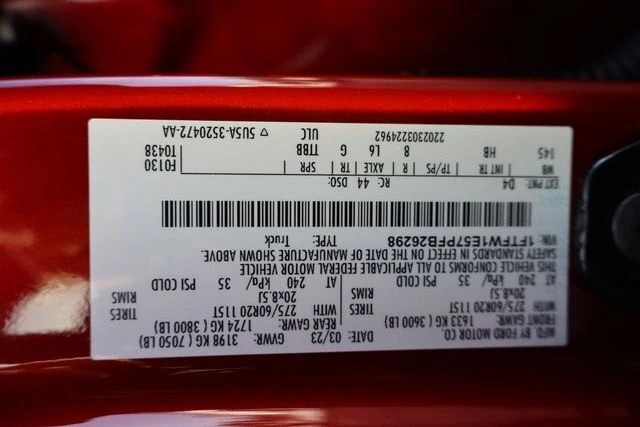 MFD BY FORD MOTOR CO.
DATE: 03/23 GVWR: 3198 KG ( 7050 LB)
FRONT GAWR: 1633 KG ( 3600 LB) REAR GAWR: 1724 KG ( 3800 LB)
WITH 275/60R20 115T TIRES WITH 275/60R20 115T TIRES
20x8.5J RIMS 20x8.5J RIMS
AT 240 kPa/ 35 PSI COLD AT 240 kPa/ 35 PSI COLD
THIS VEHICLE CONFORMS TO ALL APPLICABLE FEDERAL MOTOR VEHICLE
SAFETY STANDARDS IN EFFECT ON THE DATE OF MANUFACTURE SHOWN ABOVE.
VIN: 1FTFW1E57PFB26298 TYPE: Truck
EXT PNT: D4 RC: 44 DSO: F0130
WB INT TR TP/PS R AXLE TR SPR T0438
145 HB 8 L6 G TTBB
2202303224962 ULC ▽ 5U5A-3520472-AA